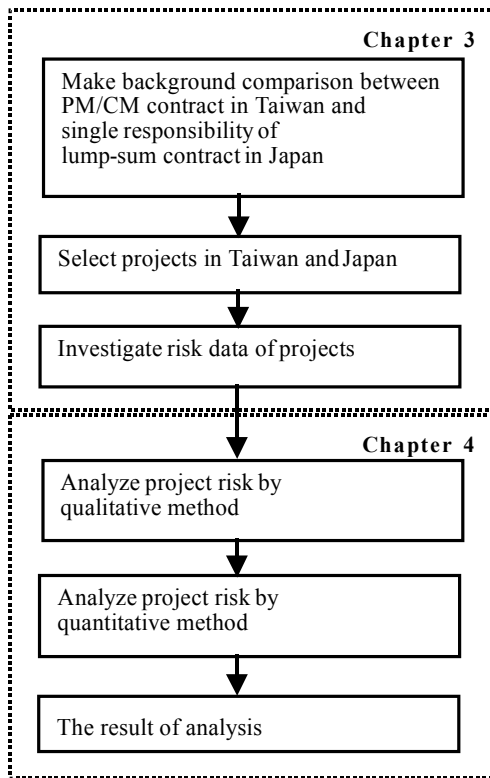 Chapter 3
Make background comparison between
PM/CM contract in Taiwan and
single responsibility of
lump-sum contract in Japan
Select projects in Taiwan and Japan
Investigate risk data of projects
Chapter 4
Analyze project risk by
qualitative method
Analyze project risk by
quantitative method
The result of analysis